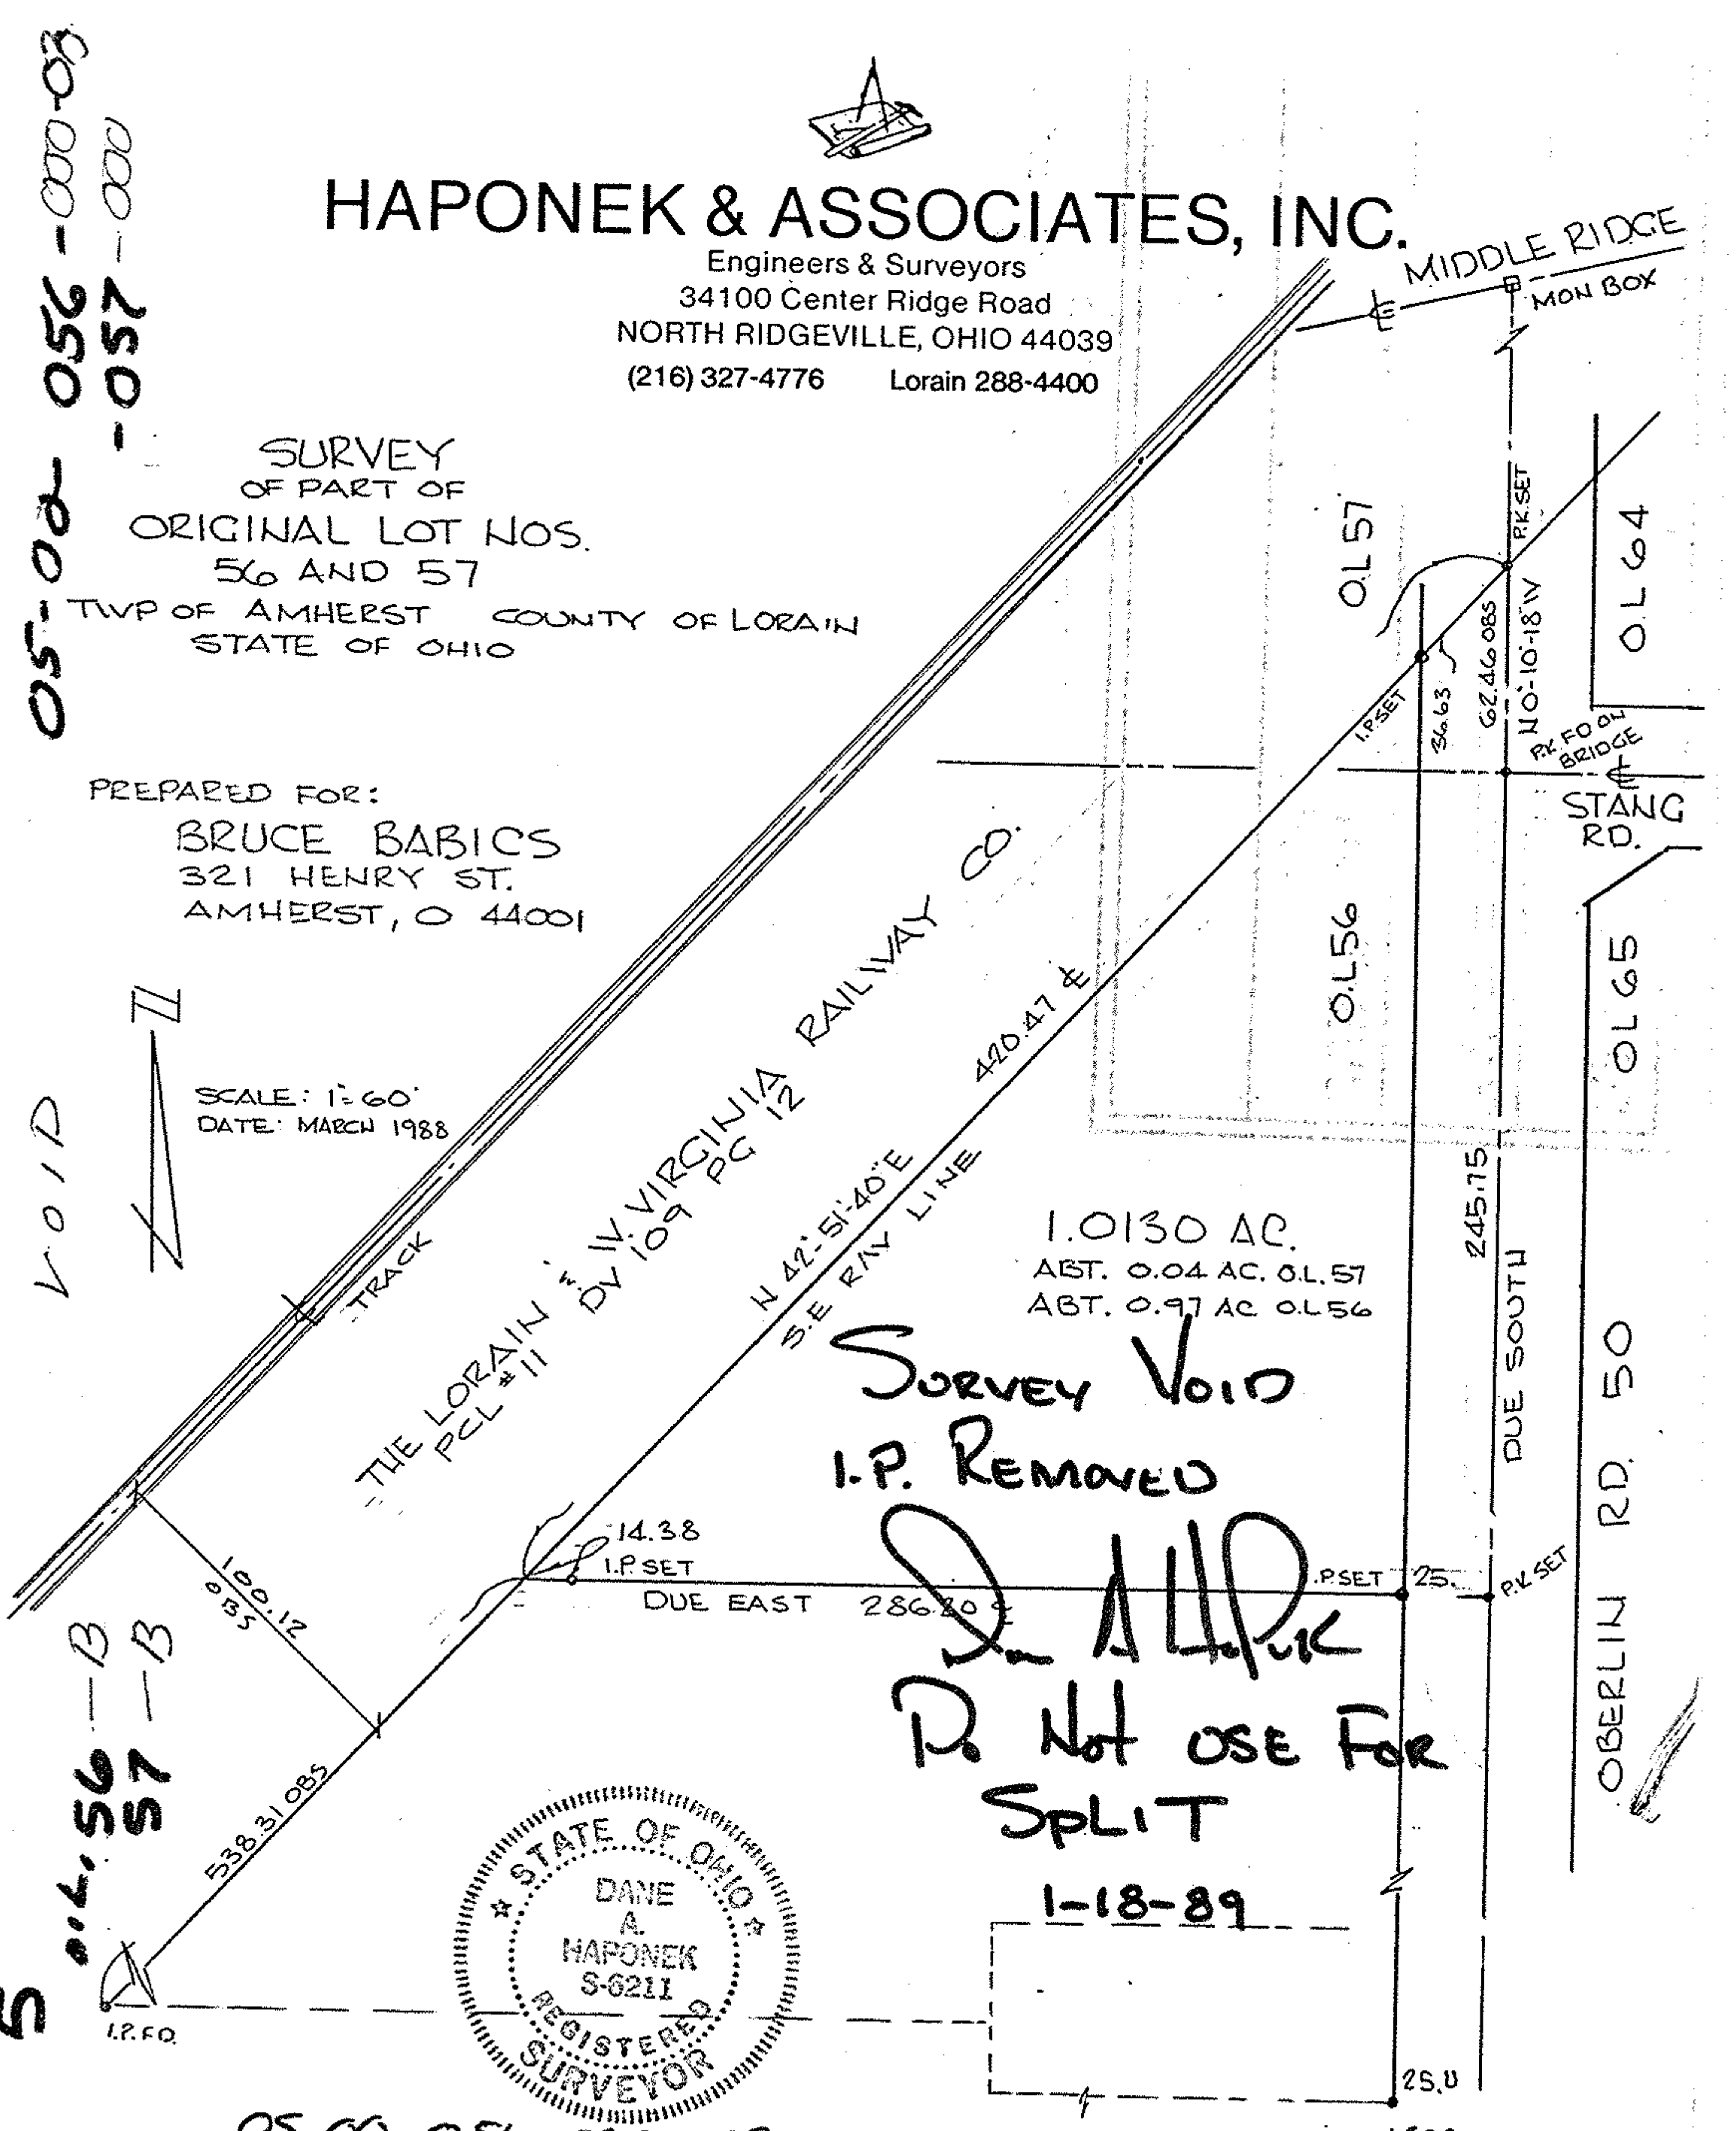 HAPONEK & ASSOCIATES, INC.
Engineers & Surveyors
34100 Center Ridge Road
NORTH RIDGEVILLE, OHIO 44039
(216) 327-4776 Lorain 288-4400
MIDDLE RIDGE
MON BOX
05-02 056-000-03
-057-000
SURVEY
OF PART OF
ORIGINAL LOT NOS.
56 AND 57
TWP OF AMHERST COUNTY OF LORAIN
STATE OF OHIO
PREPARED FOR:
BRUCE BABICS
321 HENRY ST.
AMHERST, O 44001
SCALE: 1"=60'
DATE: MARCH 1988
VOID
TRACK
THE LORAIN & W. VIRGINIA RAILWAY CO.
PCL #11 DV 109 PG 12
N 42°-51'-40" E
420.47 ℄
S.E R/W LINE
O.L 57
P.K.SET
O.L 64
I.P.SET
36.63
62.46 OBS
N 0°-10'-18" W
P.K. FD ON
BRIDGE
℄
STANG
RD.
O.L 56
O.L 65
245.75
DUE SOUTH
OBERLIN RD. 50
1.0130 AC.
ABT. 0.04 AC. O.L. 57
ABT. 0.97 AC O.L 56
SURVEY VOID
I.P. REMOVED
14.38
I.P. SET
DUE EAST 286.20 ℄
I.P.SET 25.
P.K SET
Do Not USE FOR
SPLIT
1-18-89
100.12
OBS
538.31 OBS
O.L. 56-B
57-B
5
I.P. FD.
STATE OF OHIO
DANE
A.
HAPONEK
S-6211
REGISTERED
SURVEYOR
25.0